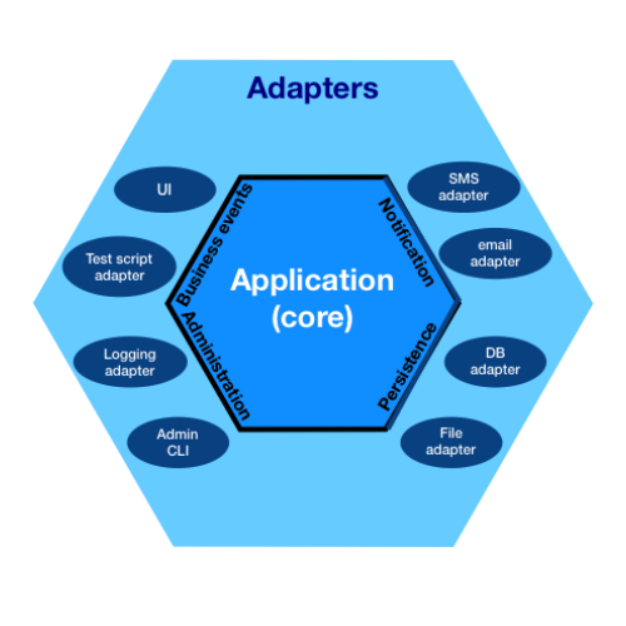 Adapters
UI
Test script
adapter
Logging
adapter
Admin
CLI
Business events
Administration
Application
(core)
Notification
Persistence
SMS
adapter
email
adapter
DB
adapter
File
adapter